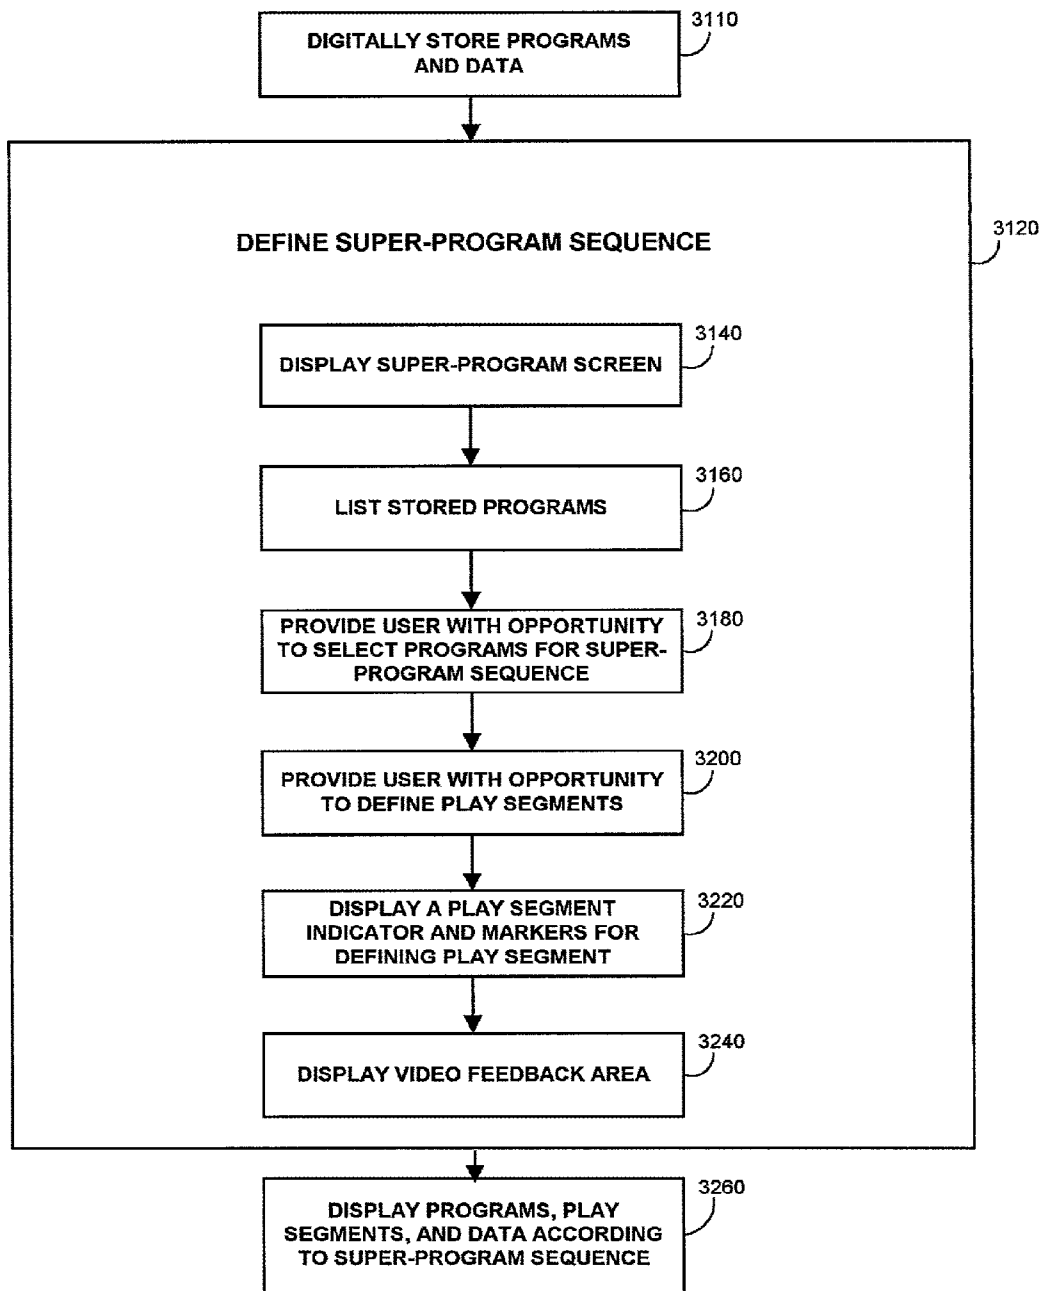 3110
DIGITALLY STORE PROGRAMS
AND DATA
3120
DEFINE SUPER-PROGRAM SEQUENCE
3140
DISPLAY SUPER-PROGRAM SCREEN
3160
LIST STORED PROGRAMS
3180
PROVIDE USER WITH OPPORTUNITY
TO SELECT PROGRAMS FOR SUPER-
PROGRAM SEQUENCE
3200
PROVIDE USER WITH OPPORTUNITY
TO DEFINE PLAY SEGMENTS
3220
DISPLAY A PLAY SEGMENT
INDICATOR AND MARKERS FOR
DEFINING PLAY SEGMENT
3240
DISPLAY VIDEO FEEDBACK AREA
3260
DISPLAY PROGRAMS, PLAY
SEGMENTS, AND DATA ACCORDING
TO SUPER-PROGRAM SEQUENCE